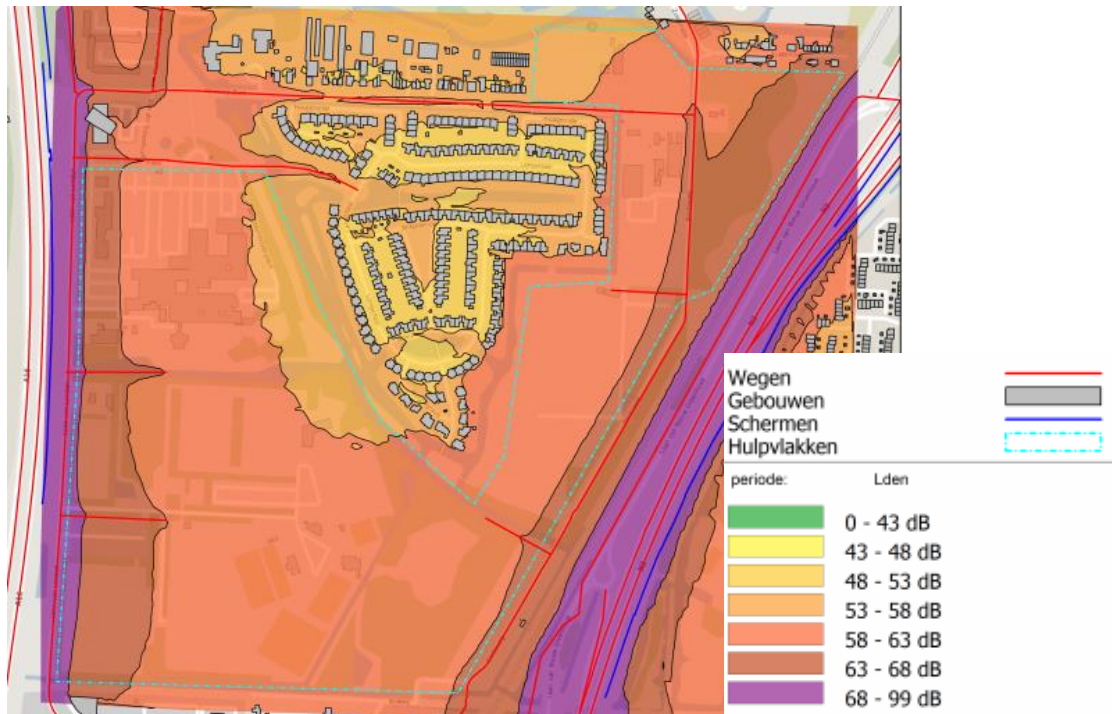 Wegen
Gebouwen
Schermen
Hulpvlakken
periode: Lden
0 - 43 dB
43 - 48 dB
48 - 53 dB
53 - 58 dB
58 - 63 dB
63 - 68 dB
68 - 99 dB